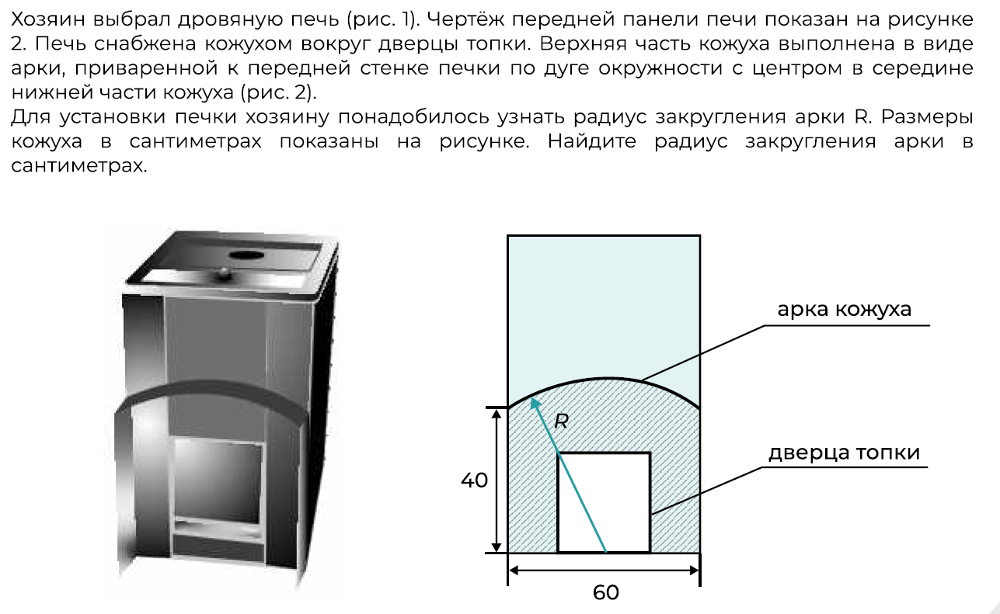 Хозяин выбрал дровяную печь (рис. 1). Чертёж передней панели печи показан на рисунке
2. Печь снабжена кожухом вокруг дверцы топки. Верхняя часть кожуха выполнена в виде
арки, приваренной к передней стенке печки по дуге окружности с центром в середине
нижней части кожуха (рис. 2).
Для установки печки хозяину понадобилось узнать радиус закругления арки R. Размеры
кожуха в сантиметрах показаны на рисунке. Найдите радиус закругления арки в
сантиметрах.
арка кожуха
R
дверца топки
40
60